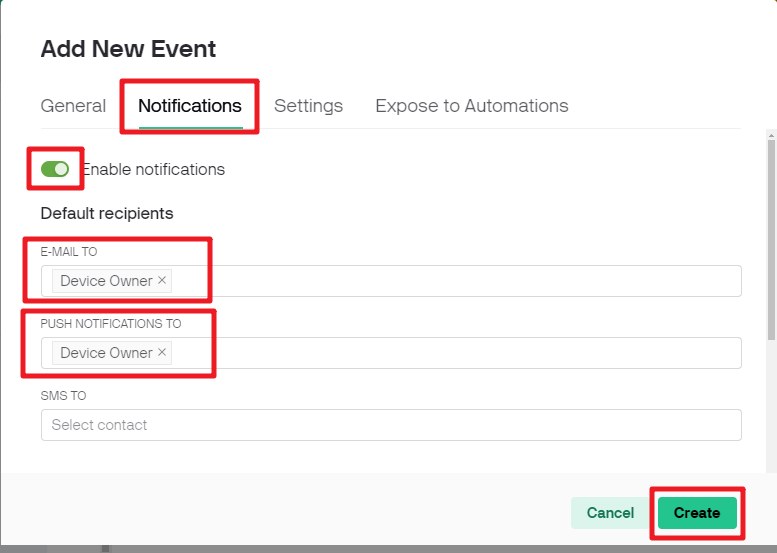 Add New Event
General Notifications Settings Expose to Automations
Enable notifications
Default recipients
E-MAIL TO
Device Owner ×
PUSH NOTIFICATIONS TO
Device Owner ×
SMS TO
Select contact
Cancel Create